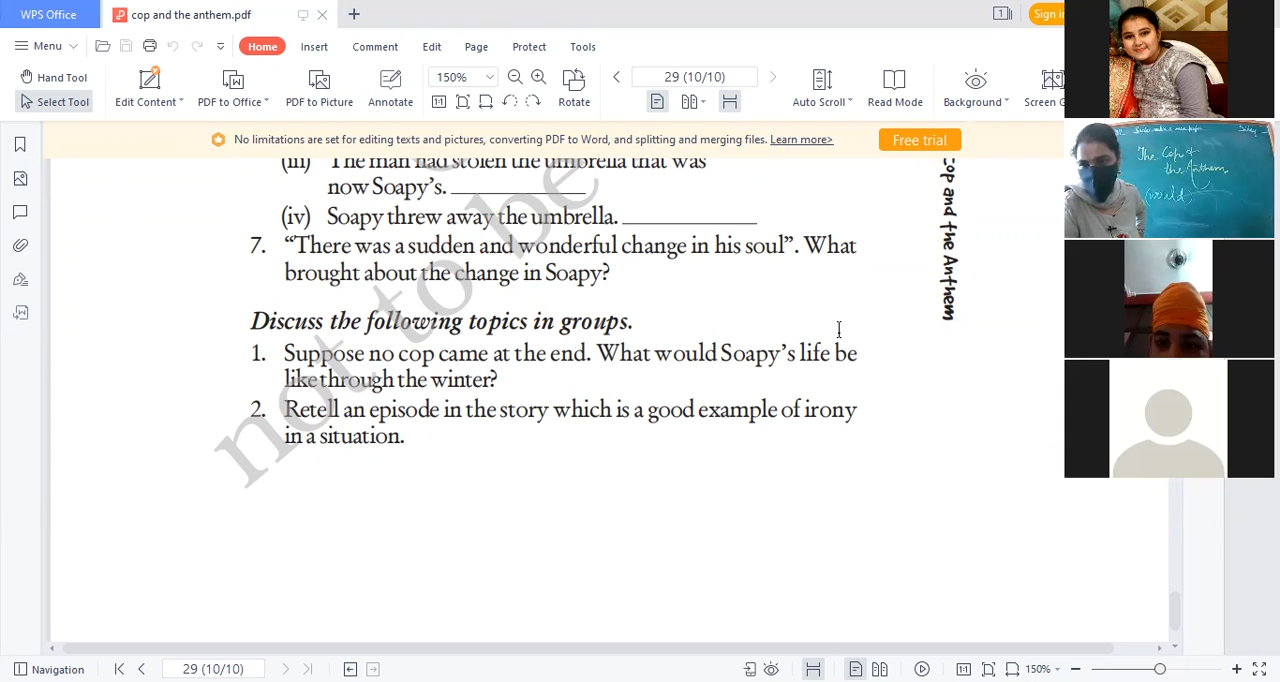 WPS Office
cop and the anthem.pdf
Sign in
Menu
Home
Insert
Comment
Edit
Page
Protect
Tools
Hand Tool
Select Tool
Edit Content
PDF to Office
PDF to Picture
Annotate
150%
29 (10/10)
Rotate
Auto Scroll
Read Mode
Background
Screen G
No limitations are set for editing texts and pictures, converting PDF to Word, and splitting and merging files. Learn more>
Free trial
(iii) The man had stolen the umbrella that was
now Soapy's. ____________
(iv) Soapy threw away the umbrella. ____________
7. “There was a sudden and wonderful change in his soul”. What
brought about the change in Soapy?
Discuss the following topics in groups.
1. Suppose no cop came at the end. What would Soapy's life be
like through the winter?
2. Retell an episode in the story which is a good example of irony
in a situation.
not to be
Cop and the Anthem
The Cop &
the Anthem
(would)
Navigation
29 (10/10)
150%